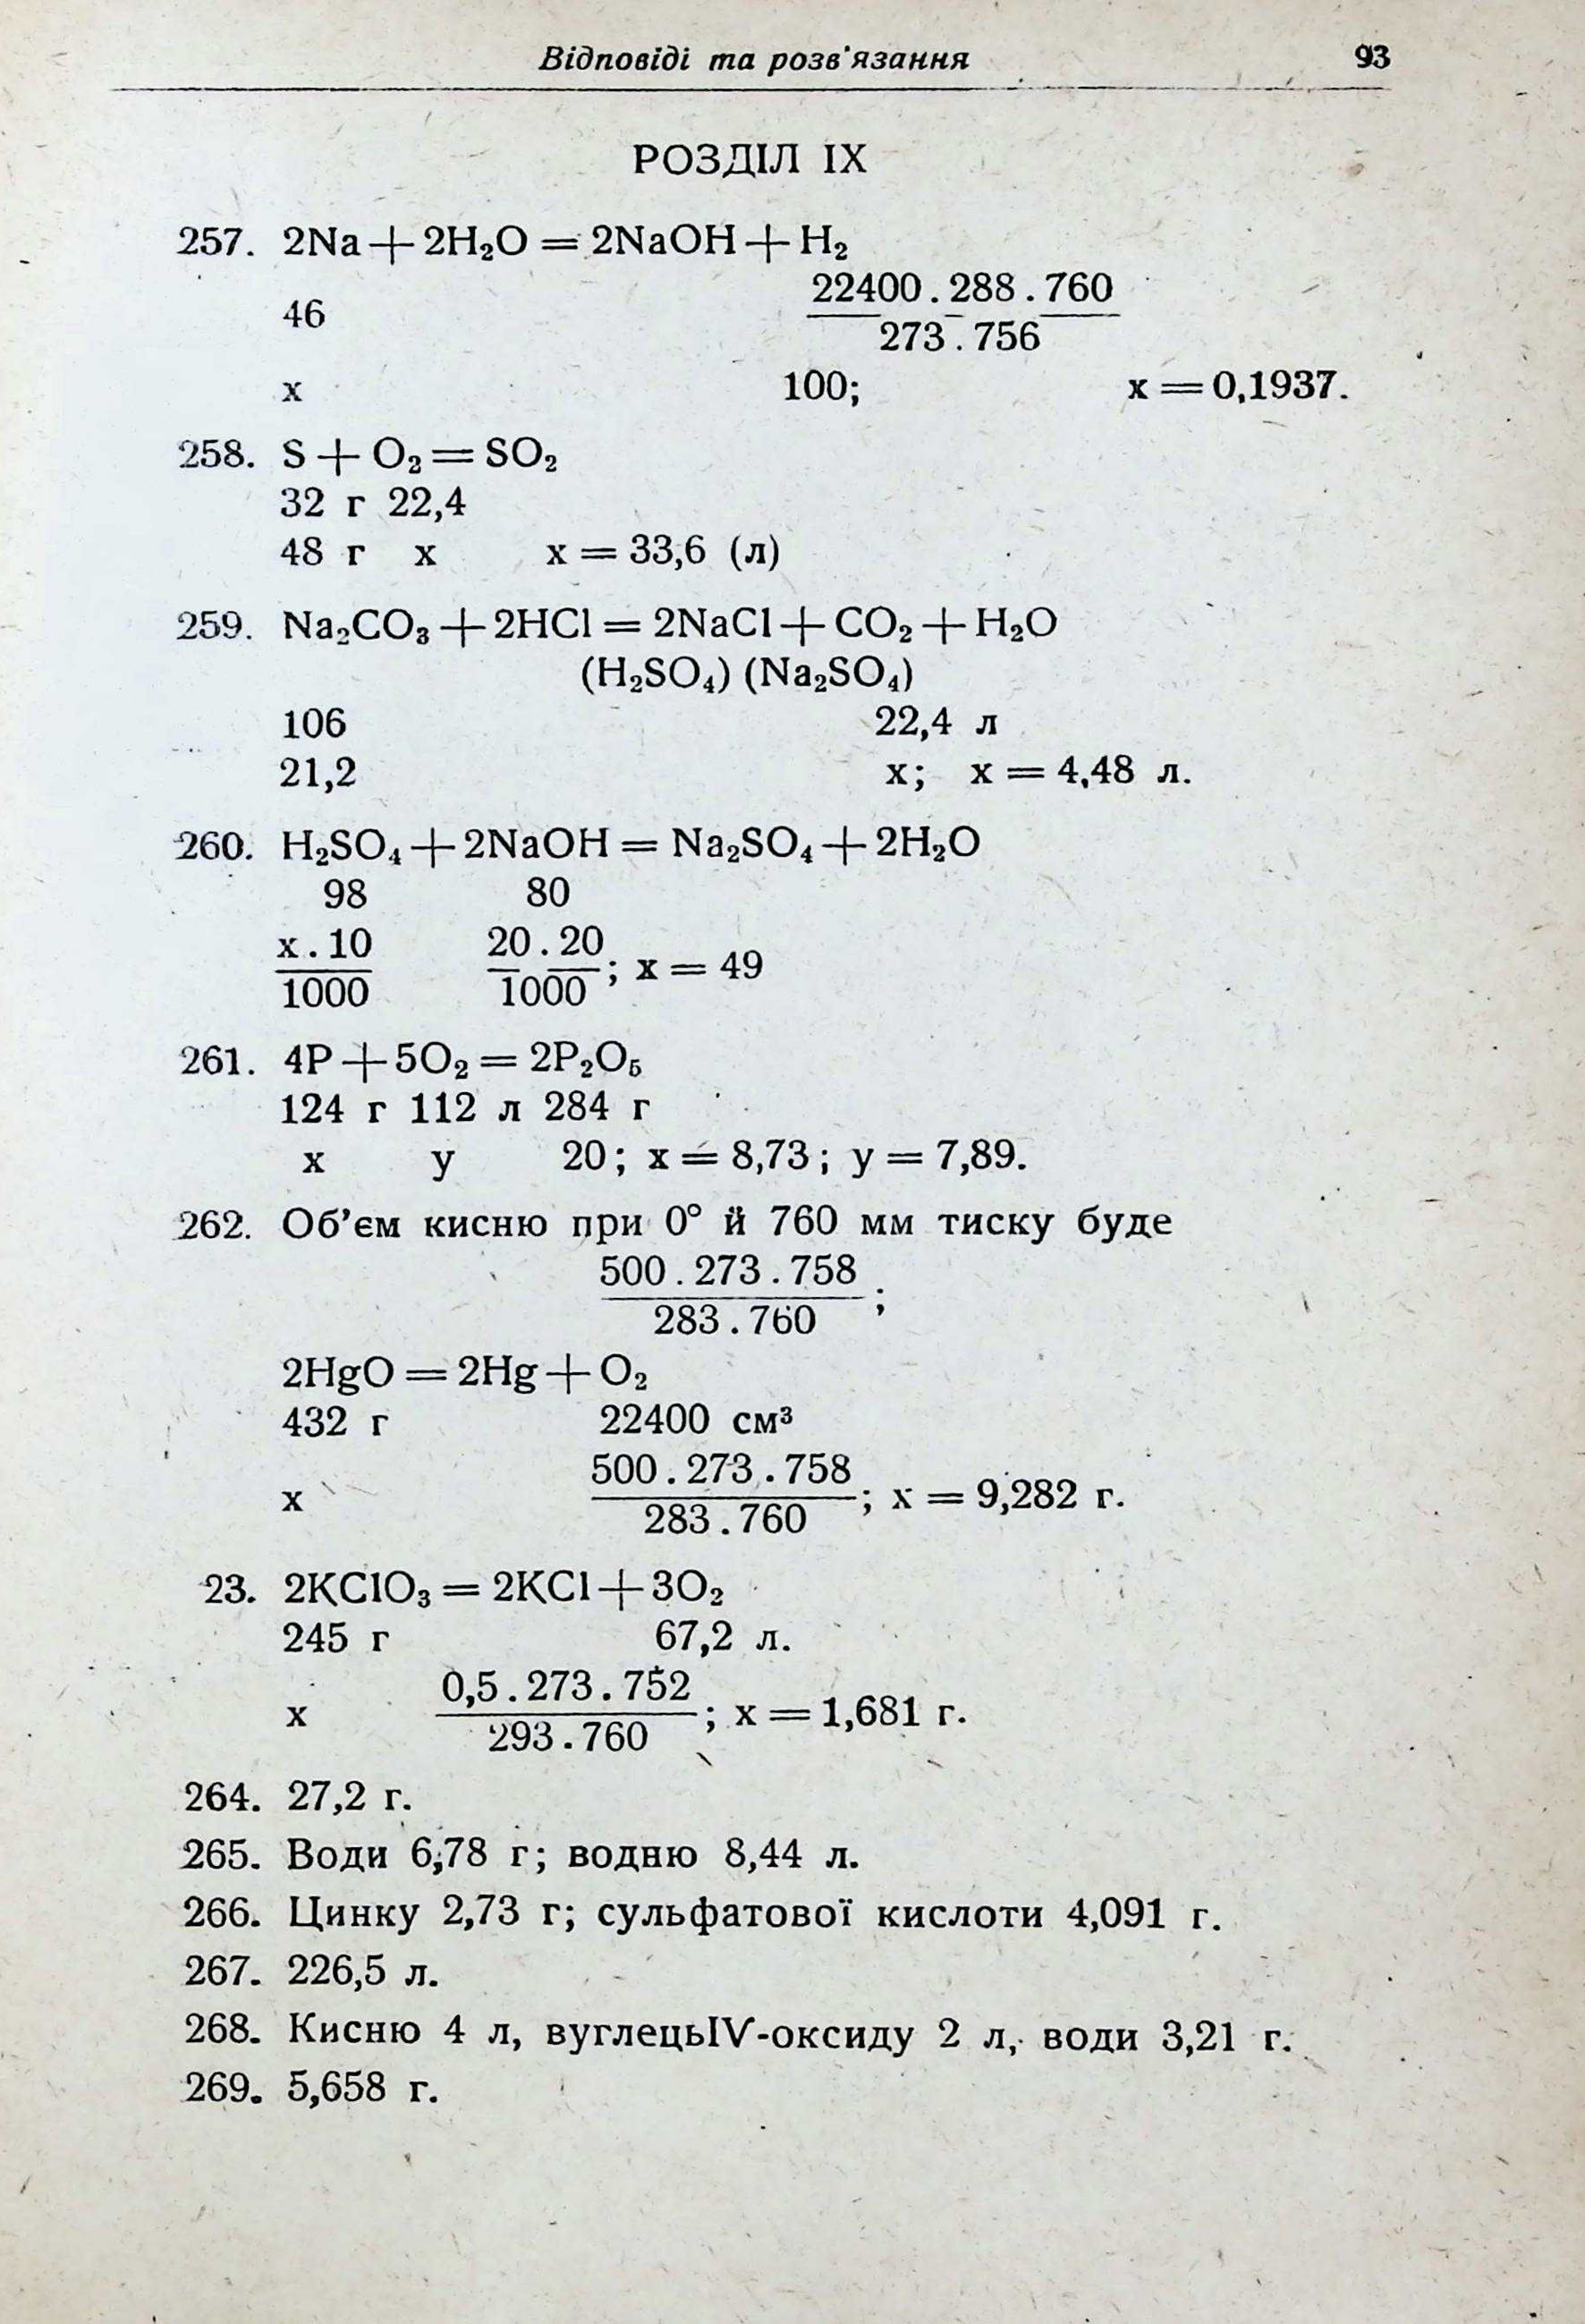 Відповіді та розв'язання 93
РОЗДІЛ IX
257. 2Na + 2H₂O = 2NaOH + H₂
22400 . 288 . 760
46
273 . 756
x 100; x = 0,1937.
258. S + O₂ = SO₂
32 г 22,4
48 г x x = 33,6 (л)
259. Na₂CO₃ + 2HCl = 2NaCl + CO₂ + H₂O
(H₂SO₄) (Na₂SO₄)
106 22,4 л
21,2 x; x = 4,48 л.
260. H₂SO₄ + 2NaOH = Na₂SO₄ + 2H₂O
98 80
x . 10 20 . 20
; x = 49
1000 1000
261. 4P + 5O₂ = 2P₂O₅
124 г 112 л 284 г
x y 20; x = 8,73; y = 7,89.
262. Об’єм кисню при 0° й 760 мм тиску буде
500 . 273 . 758
;
283 . 760
2HgO = 2Hg + O₂
432 г 22400 см³
500 . 273 . 758
x ; x = 9,282 г.
283 . 760
23. 2KClO₃ = 2KCl + 3O₂
245 г 67,2 л.
0,5 . 273 . 752
x ; x = 1,681 г.
293 . 760
264. 27,2 г.
265. Води 6,78 г; водню 8,44 л.
266. Цинку 2,73 г; сульфатової кислоти 4,091 г.
267. 226,5 л.
268. Кисню 4 л, вуглецьIV-оксиду 2 л, води 3,21 г.
269. 5,658 г.